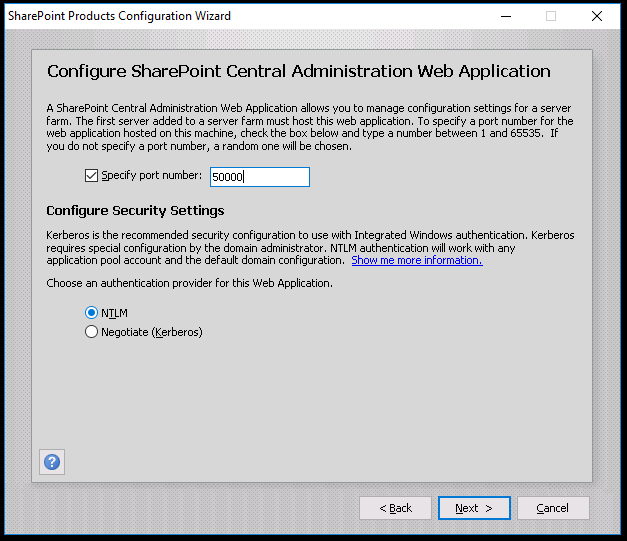 SharePoint Products Configuration Wizard
Configure SharePoint Central Administration Web Application
A SharePoint Central Administration Web Application allows you to manage configuration settings for a server
farm. The first server added to a server farm must host this web application. To specify a port number for the
web application hosted on this machine, check the box below and type a number between 1 and 65535. If
you do not specify a port number, a random one will be chosen.
Specify port number: 50000
Configure Security Settings
Kerberos is the recommended security configuration to use with Integrated Windows authentication. Kerberos
requires special configuration by the domain administrator. NTLM authentication will work with any
application pool account and the default domain configuration. Show me more information.
Choose an authentication provider for this Web Application.
NTLM
Negotiate (Kerberos)
?
< Back Next > Cancel